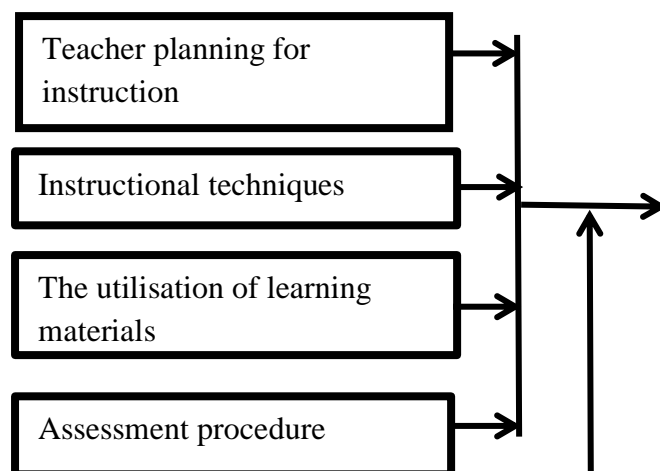 Teacher planning for
instruction
Instructional techniques
The utilisation of learning
materials
Assessment procedure